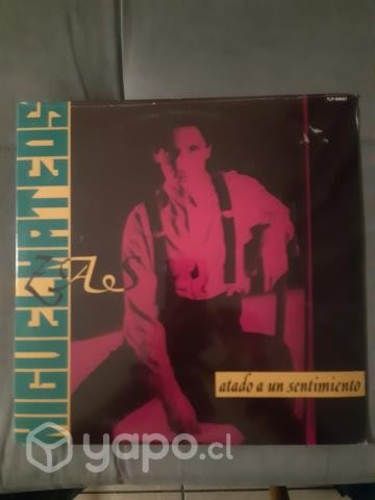 MIGUEL MATEOS
ZAS
atado a un sentimiento
yapo.cl